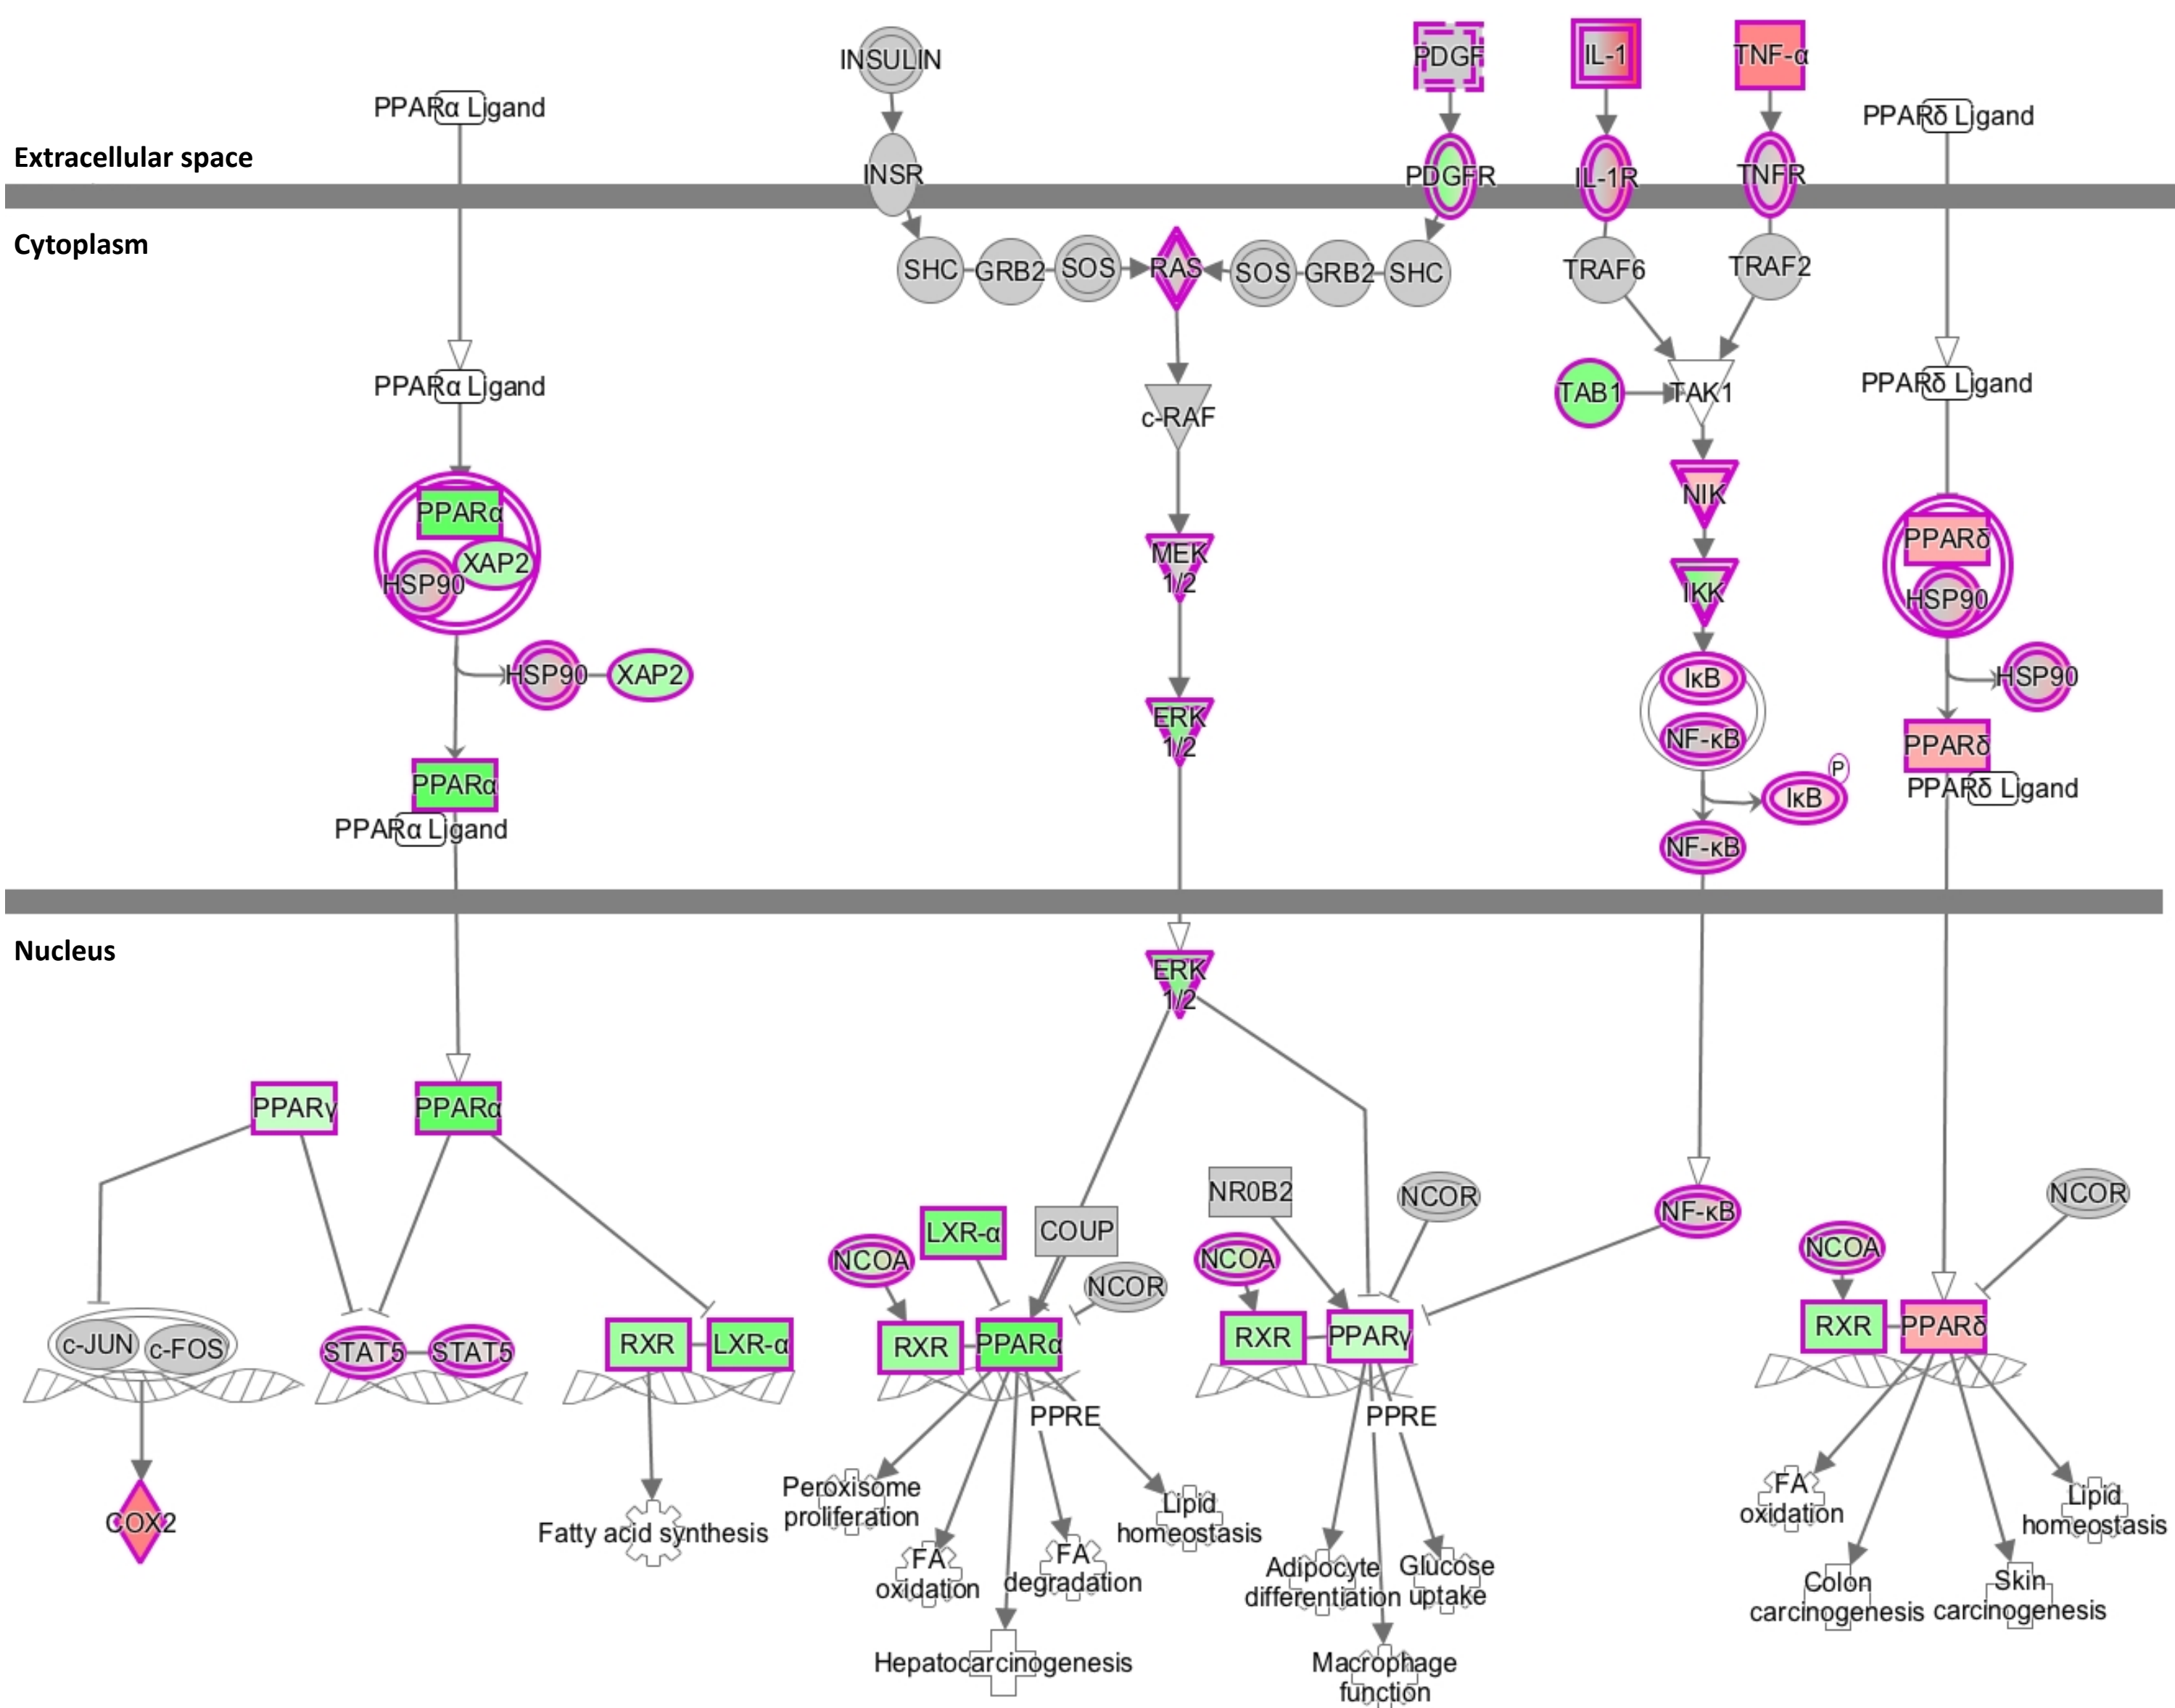 INSULIN
PDGF
IL-1
TNF-α
PPARα Ligand
PPARδ Ligand
Extracellular space
INSR
PDGFR
IL-1R
TNFR
Cytoplasm
SHC
GRB2
SOS
RAS
SOS
GRB2
SHC
TRAF6
TRAF2
PPARα Ligand
TAB1
TAK1
PPARδ Ligand
c-RAF
NIK
PPARα
XAP2
HSP90
MEK
1/2
IKK
PPARδ
HSP90
HSP90
XAP2
IκB
HSP90
ERK
1/2
NF-κB
PPARδ
PPARδ Ligand
P
IκB
PPARα
PPARα Ligand
NF-κB
Nucleus
ERK
1/2
PPARγ
PPARα
NR0B2
NCOR
NF-κB
NCOR
LXR-α
COUP
NCOA
NCOR
NCOA
NCOA
c-JUN
c-FOS
STAT5
STAT5
RXR
LXR-α
RXR
PPARα
RXR
PPARγ
RXR
PPARδ
PPRE
PPRE
COX2
Fatty acid synthesis
Peroxisome
proliferation
FA
oxidation
Hepatocarcinogenesis
FA
degradation
Lipid
homeostasis
Adipocyte
differentiation
Macrophage
function
Glucose
uptake
FA
oxidation
Colon
carcinogenesis
Skin
carcinogenesis
Lipid
homeostasis